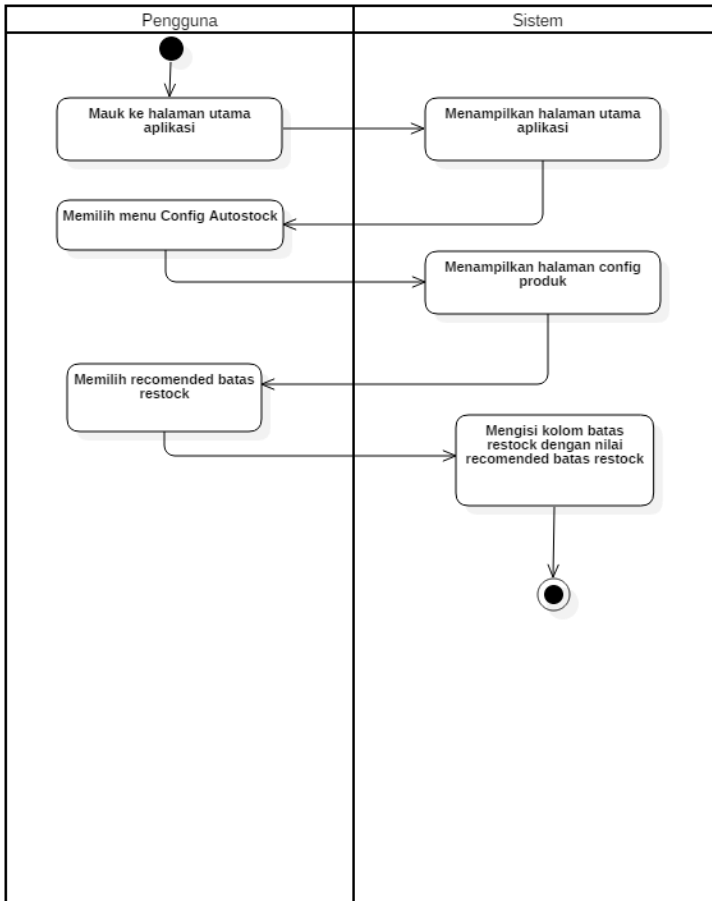 Pengguna
Sistem
Mauk ke halaman utama
aplikasi
Menampilkan halaman utama
aplikasi
Memilih menu Config Autostock
Menampilkan halaman config
produk
Memilih recomended batas
restock
Mengisi kolom batas
restock dengan nilai
recomended batas restock